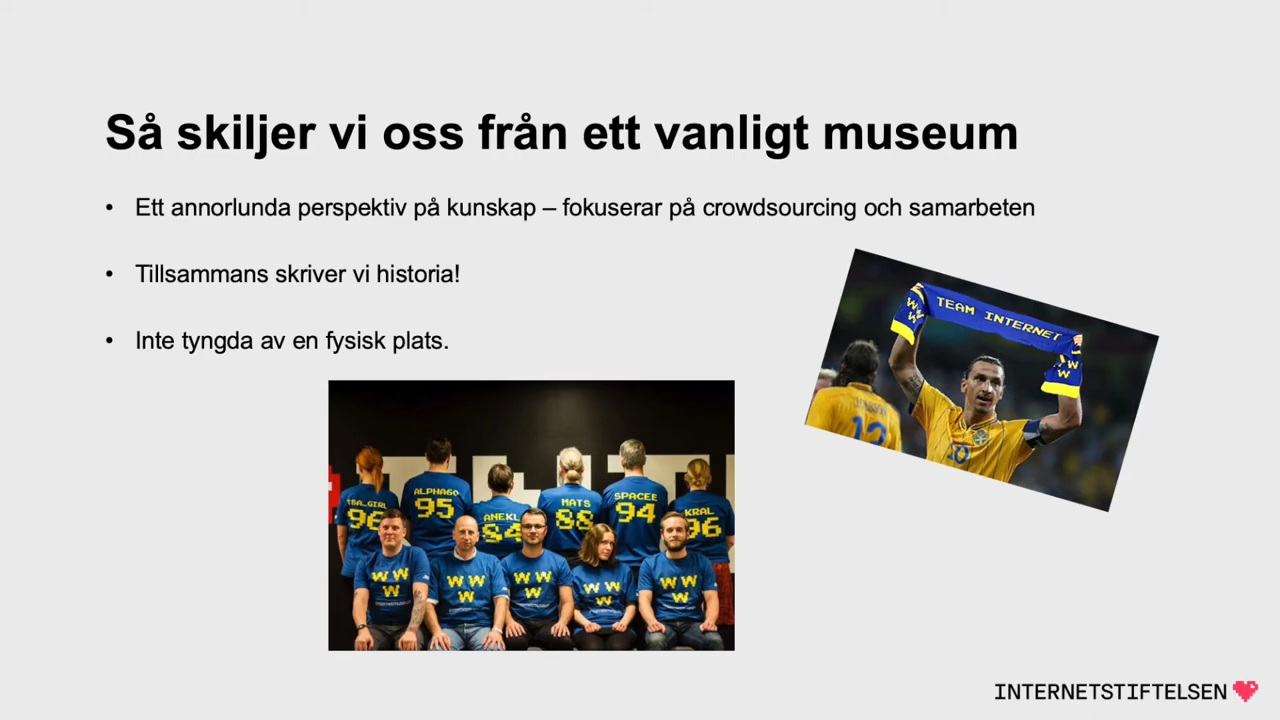 Så skiljer vi oss från ett vanligt museum
• Ett annorlunda perspektiv på kunskap – fokuserar på crowdsourcing och samarbeten
• Tillsammans skriver vi historia!
• Inte tyngda av en fysisk plats.
TEAM INTERNET
W W
W
W W
W
12
10
ALPHA60
95
ANEKL
84
MATS
88
SPACEE
94
KRAL
96
96
W W
W
W W
W
W W
W
W W
W
W W
W
INTERNETSTIFTELSEN